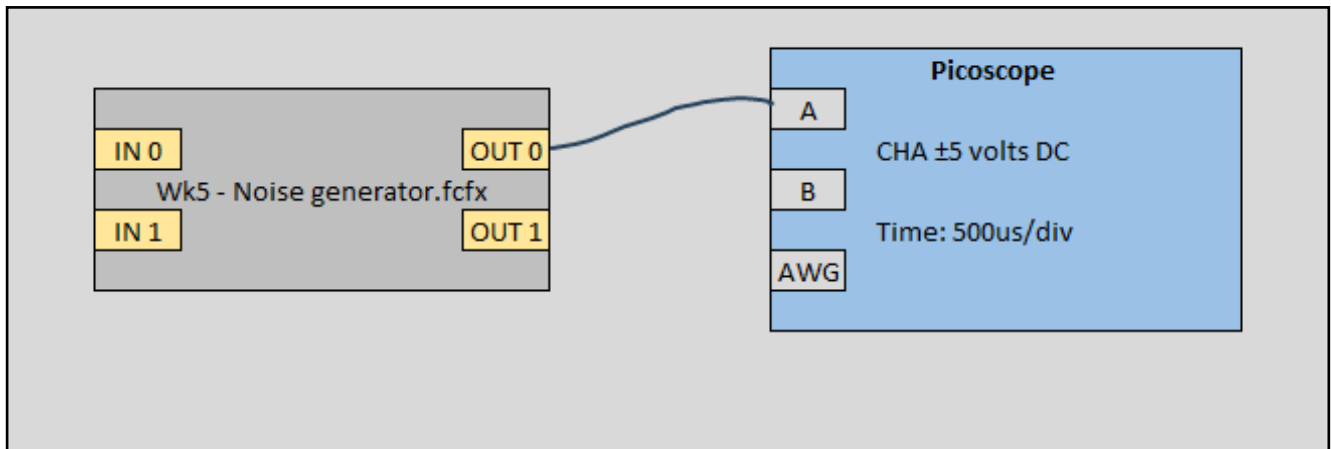 Picoscope
A
IN 0
OUT 0
CHA ±5 volts DC
Wk5 - Noise generator.fcfx
B
IN 1
OUT 1
Time: 500us/div
AWG